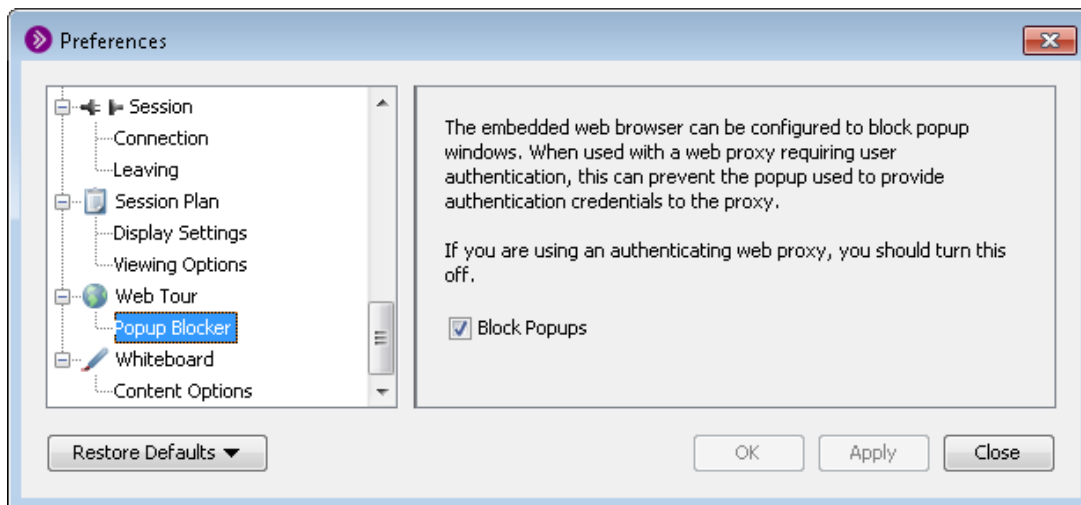 Preferences
Session
Connection
Leaving
Session Plan
Display Settings
Viewing Options
Web Tour
Popup Blocker
Whiteboard
Content Options
The embedded web browser can be configured to block popup
windows. When used with a web proxy requiring user
authentication, this can prevent the popup used to provide
authentication credentials to the proxy.
If you are using an authenticating web proxy, you should turn this
off.
Block Popups
Restore Defaults
OK
Apply
Close